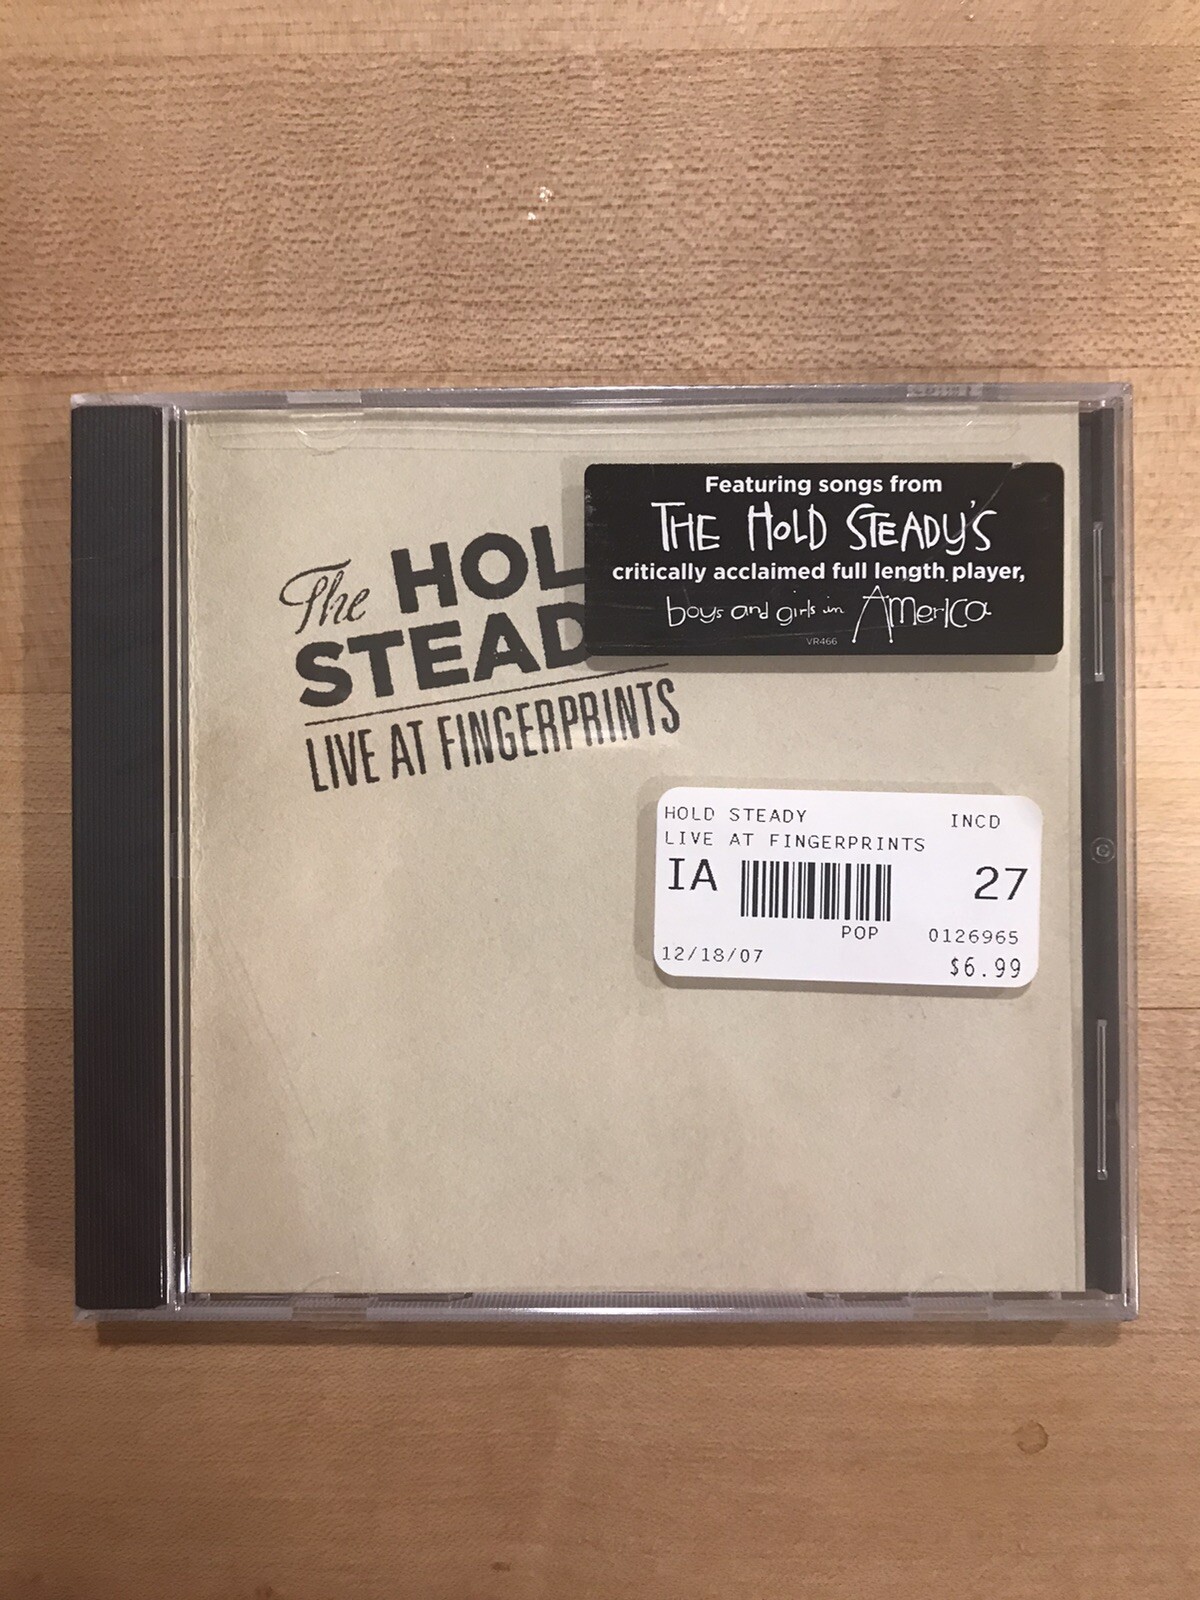 The HOL
STEAD
LIVE AT FINGERPRINTS
Featuring songs from
THE HOLD STEADY'S
critically acclaimed full length player,
boys and girls in America
VR466
HOLD STEADY INCD
LIVE AT FINGERPRINTS
IA 27
POP 0126965
12/18/07 $6.99